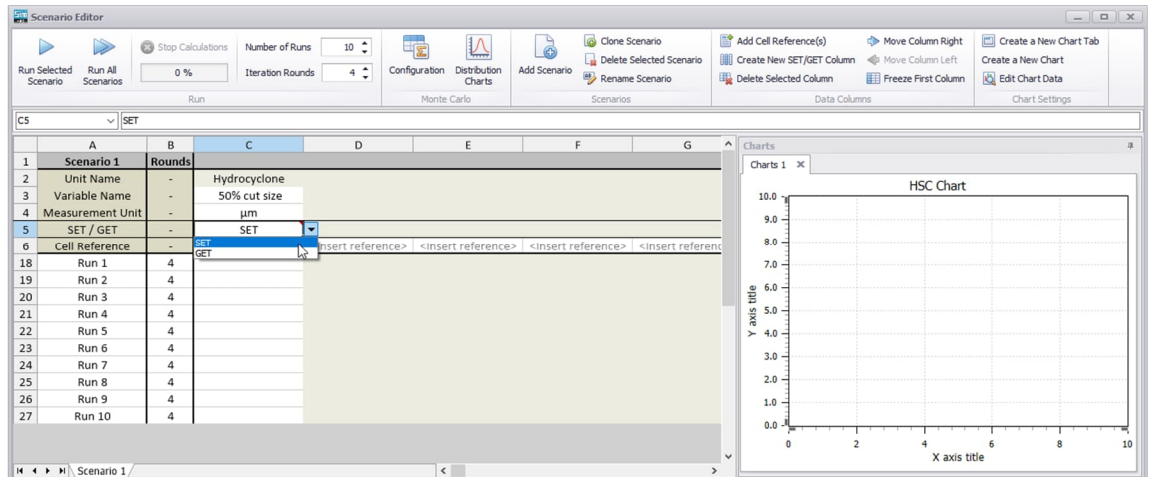 Scenario Editor
Run Selected Scenario
Run All Scenarios
Stop Calculations
0 %
Number of Runs 10
Iteration Rounds 4
Run
Configuration
Distribution Charts
Monte Carlo
Add Scenario
Clone Scenario
Delete Selected Scenario
Rename Scenario
Scenarios
Add Cell Reference(s)
Create New SET/GET Column
Delete Selected Column
Move Column Right
Move Column Left
Freeze First Column
Data Columns
Create a New Chart Tab
Create a New Chart
Edit Chart Data
Chart Settings
C5 SET
A B C D E F G
1 Scenario 1 Rounds
2 Unit Name - Hydrocyclone
3 Variable Name - 50% cut size
4 Measurement Unit - µm
5 SET / GET - SET
6 Cell Reference - nsert reference> <Insert reference> <Insert reference> <Insert referenc
SET
GET
18 Run 1 4
19 Run 2 4
20 Run 3 4
21 Run 4 4
22 Run 5 4
23 Run 6 4
24 Run 7 4
25 Run 8 4
26 Run 9 4
27 Run 10 4
Scenario 1
Charts
Charts 1
HSC Chart
10.0
9.0
8.0
7.0
6.0
5.0
4.0
3.0
2.0
1.0
0.0
Y axis title
0 2 4 6 8 10
X axis title